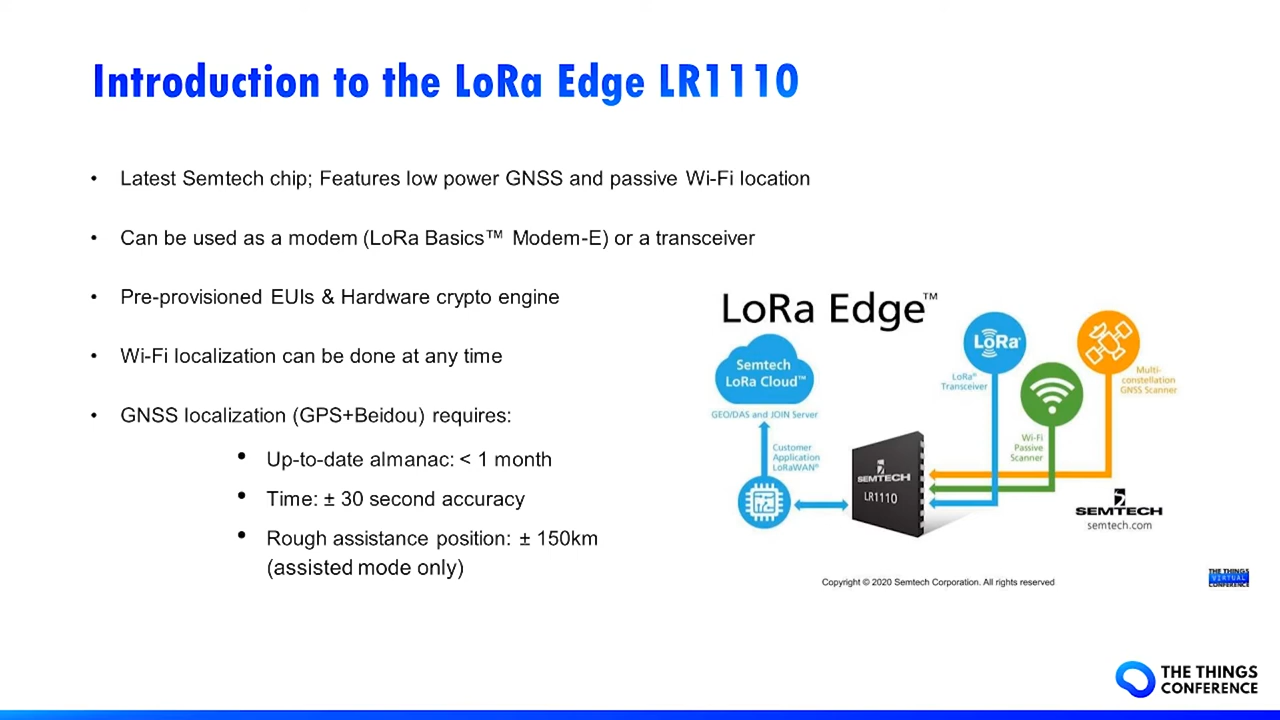 Introduction to the LoRa Edge LR1110
• Latest Semtech chip; Features low power GNSS and passive Wi-Fi location
• Can be used as a modem (LoRa Basics™ Modem-E) or a transceiver
• Pre-provisioned EUIs & Hardware crypto engine
• Wi-Fi localization can be done at any time
• GNSS localization (GPS+Beidou) requires:
• Up-to-date almanac: < 1 month
• Time: ± 30 second accuracy
• Rough assistance position: ± 150km
(assisted mode only)
LoRa Edge™
Semtech
LoRa Cloud™
GEO/DAS and JOIN Server
Customer
Application
LoRaWAN®
SEMTECH
LR1110
LoRa®
LoRa®
Transceiver
Wi-Fi
Passive
Scanner
Multi-
constellation
GNSS Scanner
SEMTECH
semtech.com
Copyright © 2020 Semtech Corporation. All rights reserved
THE THINGS
VIRTUAL
CONFERENCE
THE THINGS
CONFERENCE